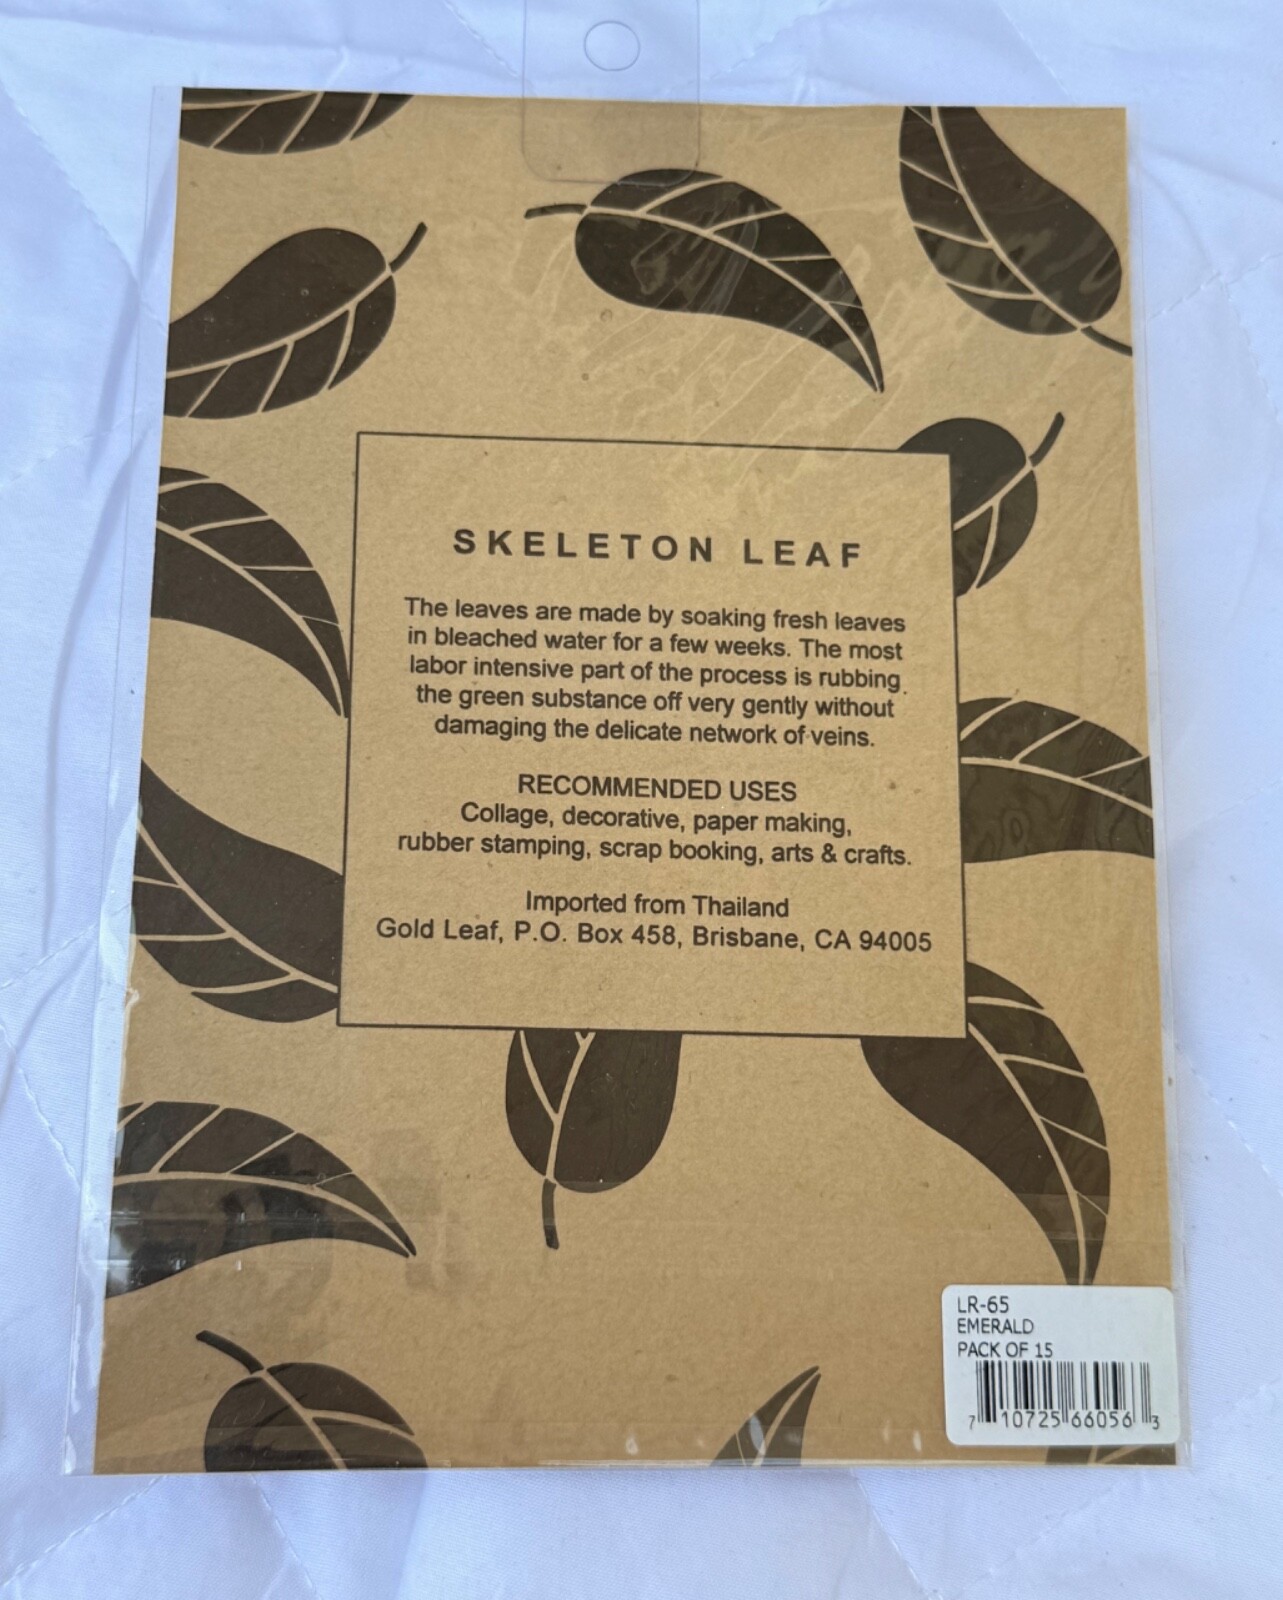 SKELETON LEAF
The leaves are made by soaking fresh leaves
in bleached water for a few weeks. The most
labor intensive part of the process is rubbing
the green substance off very gently without
damaging the delicate network of veins.
RECOMMENDED USES
Collage, decorative, paper making,
rubber stamping, scrap booking, arts & crafts.
Imported from Thailand
Gold Leaf, P.O. Box 458, Brisbane, CA 94005
LR-65
EMERALD
PACK OF 15
7 10725 66056 3